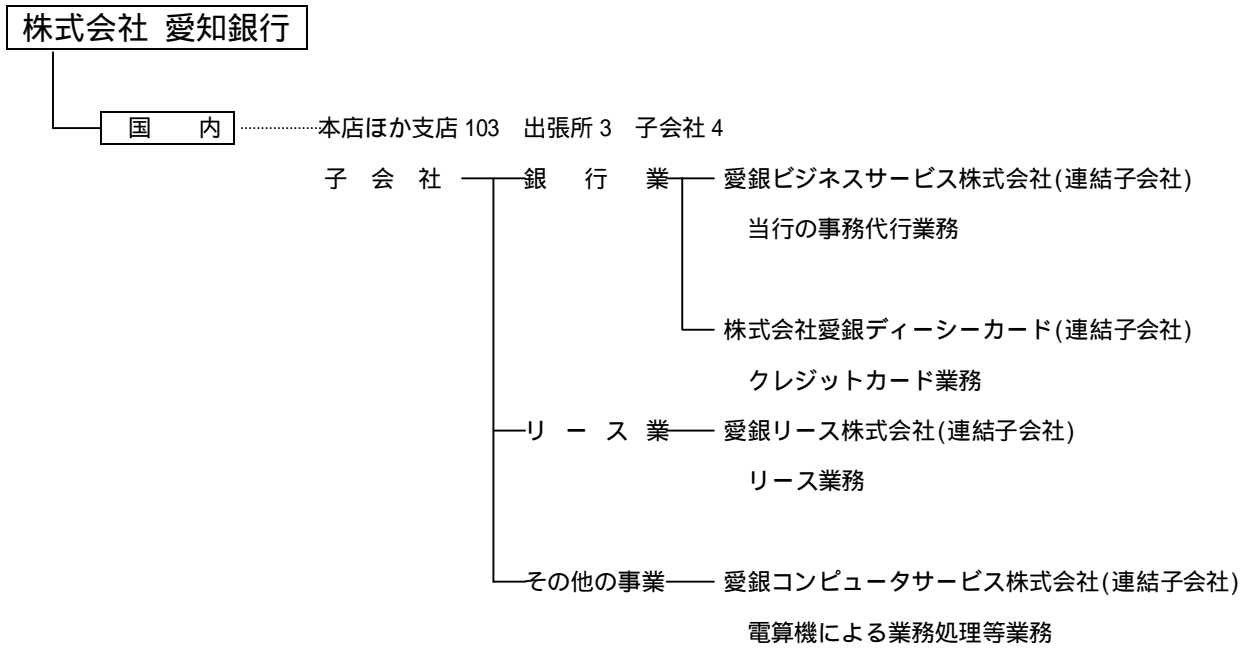 株式会社 愛知銀行
国 内 本店ほか支店 103 出張所 3 子会社 4
子 会 社 銀 行 業 愛銀ビジネスサービス株式会社(連結子会社)
当行の事務代行業務
株式会社愛銀ディーシーカード(連結子会社)
クレジットカード業務
リ ー ス 業 愛銀リース株式会社(連結子会社)
リース業務
その他の事業 愛銀コンピュータサービス株式会社(連結子会社)
電算機による業務処理等業務